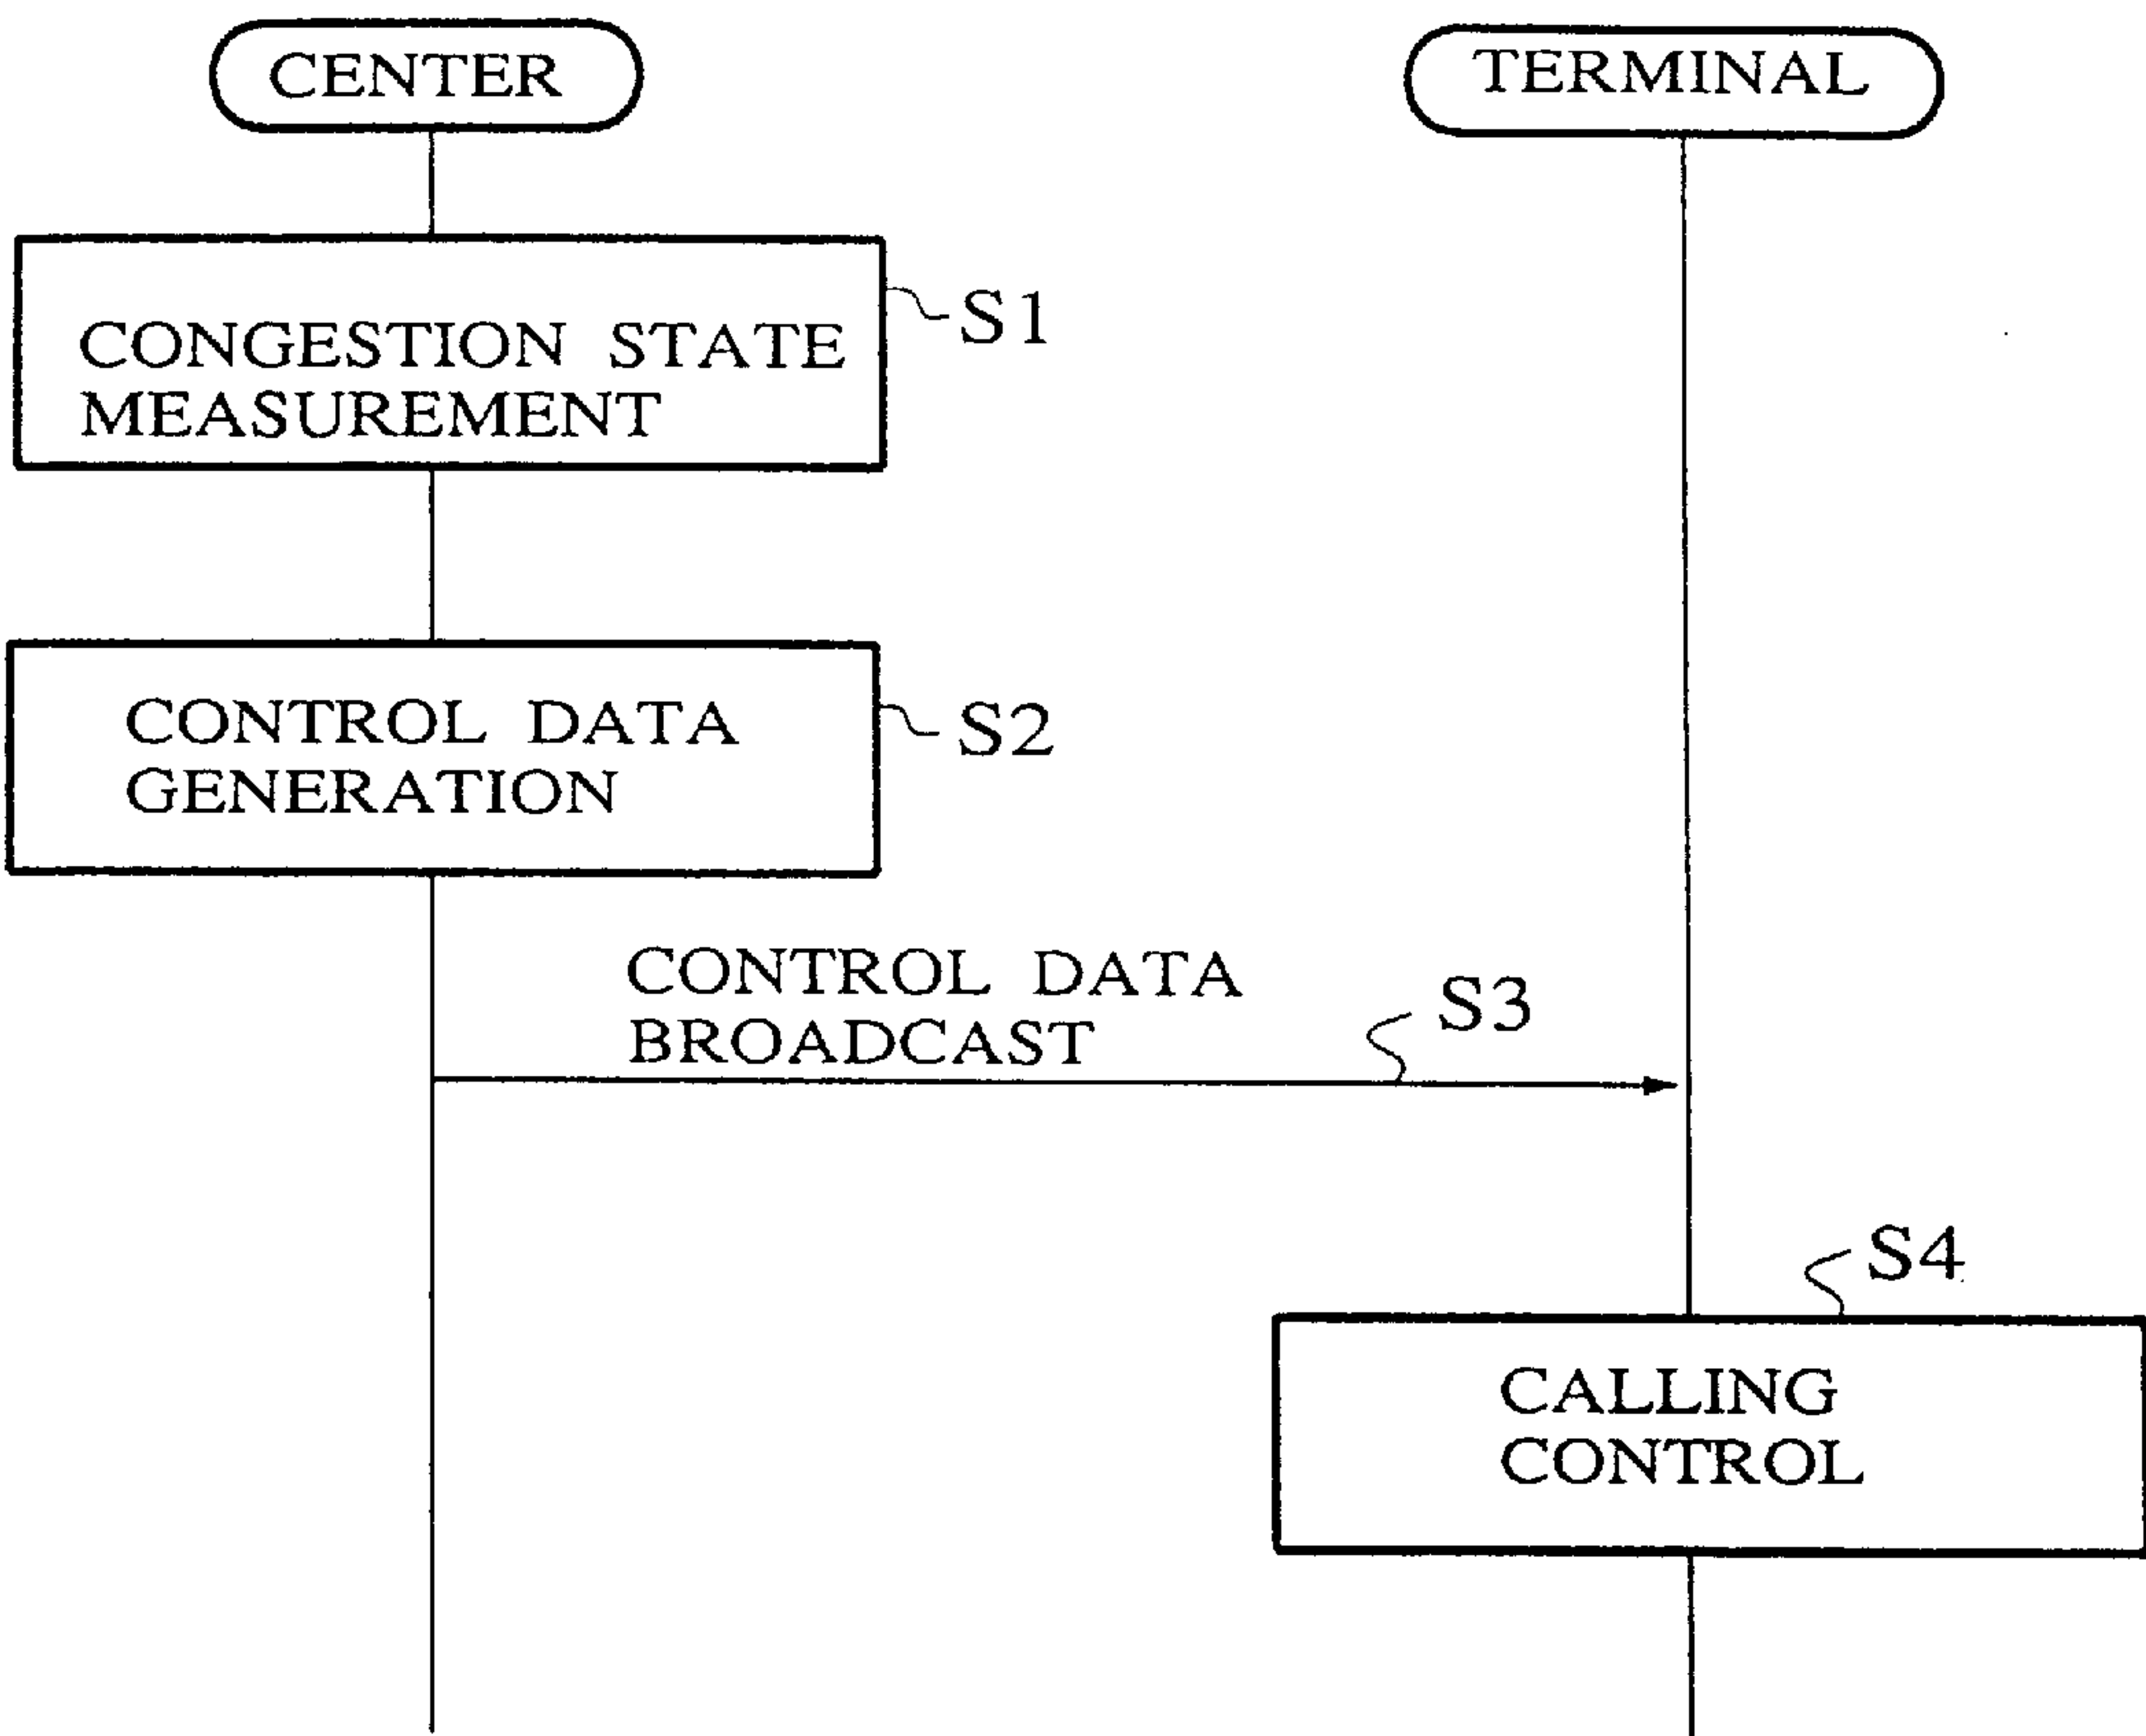 CENTER
TERMINAL
CONGESTION STATE
MEASUREMENT
S1
CONTROL DATA
GENERATION
S2
CONTROL DATA
BROADCAST
S3
S4
CALLING
CONTROL